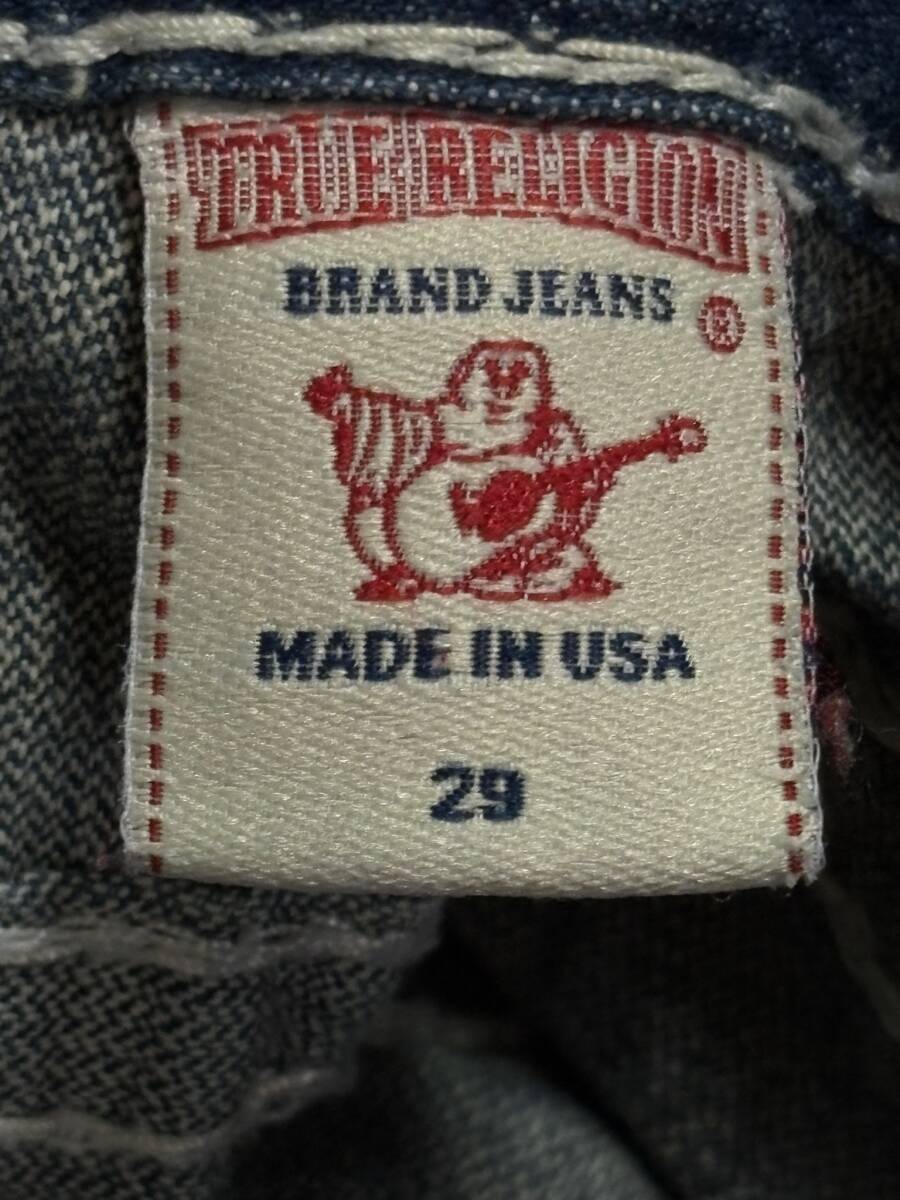 TRUE RELIGION
BRAND JEANS
®
MADE IN USA
29